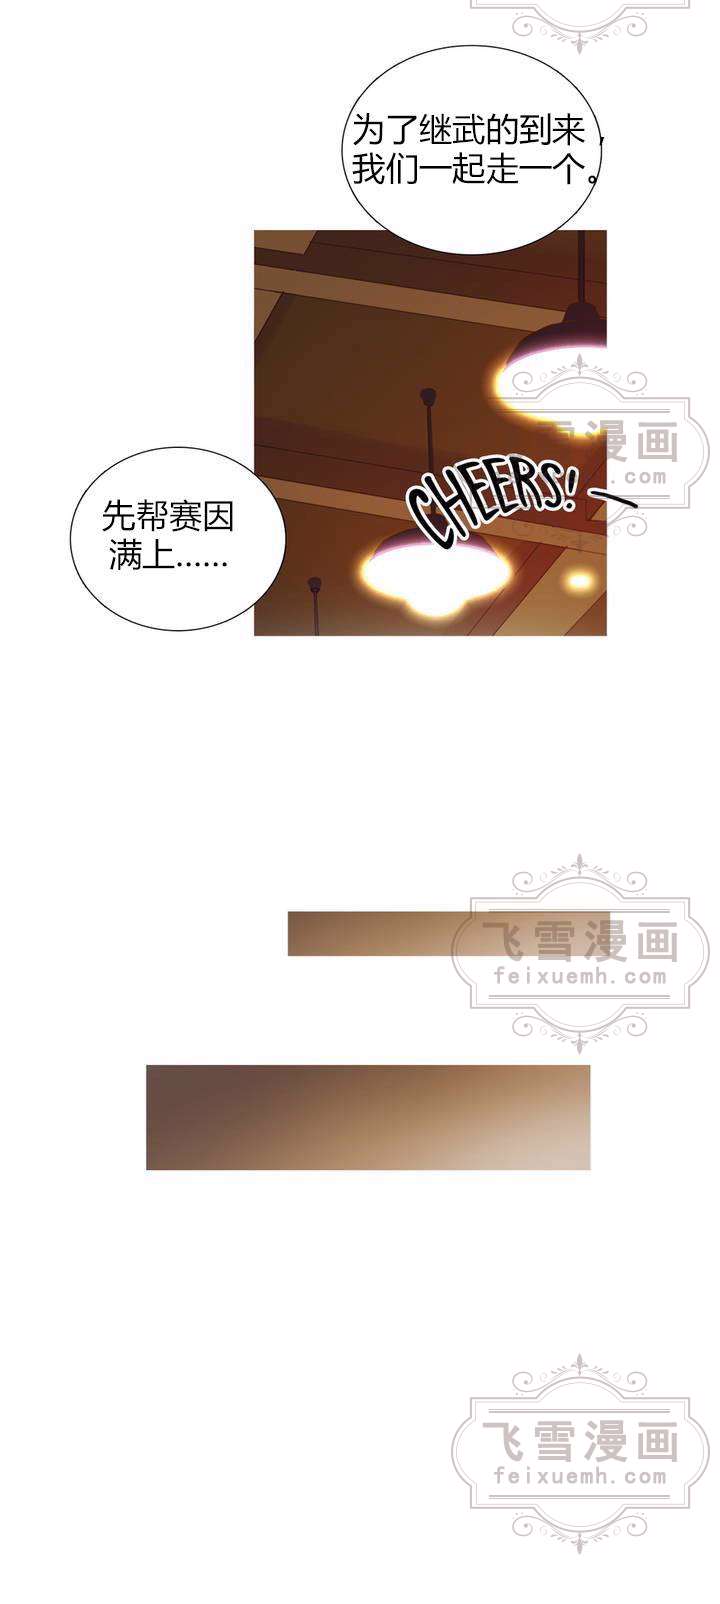 为了继武的到来，
我们一起走一个。
飞雪漫画
feixuemh.com
CHEERS!
先帮赛因
满上……
飞雪漫画
feixuemh.com
飞雪漫画
feixuemh.com